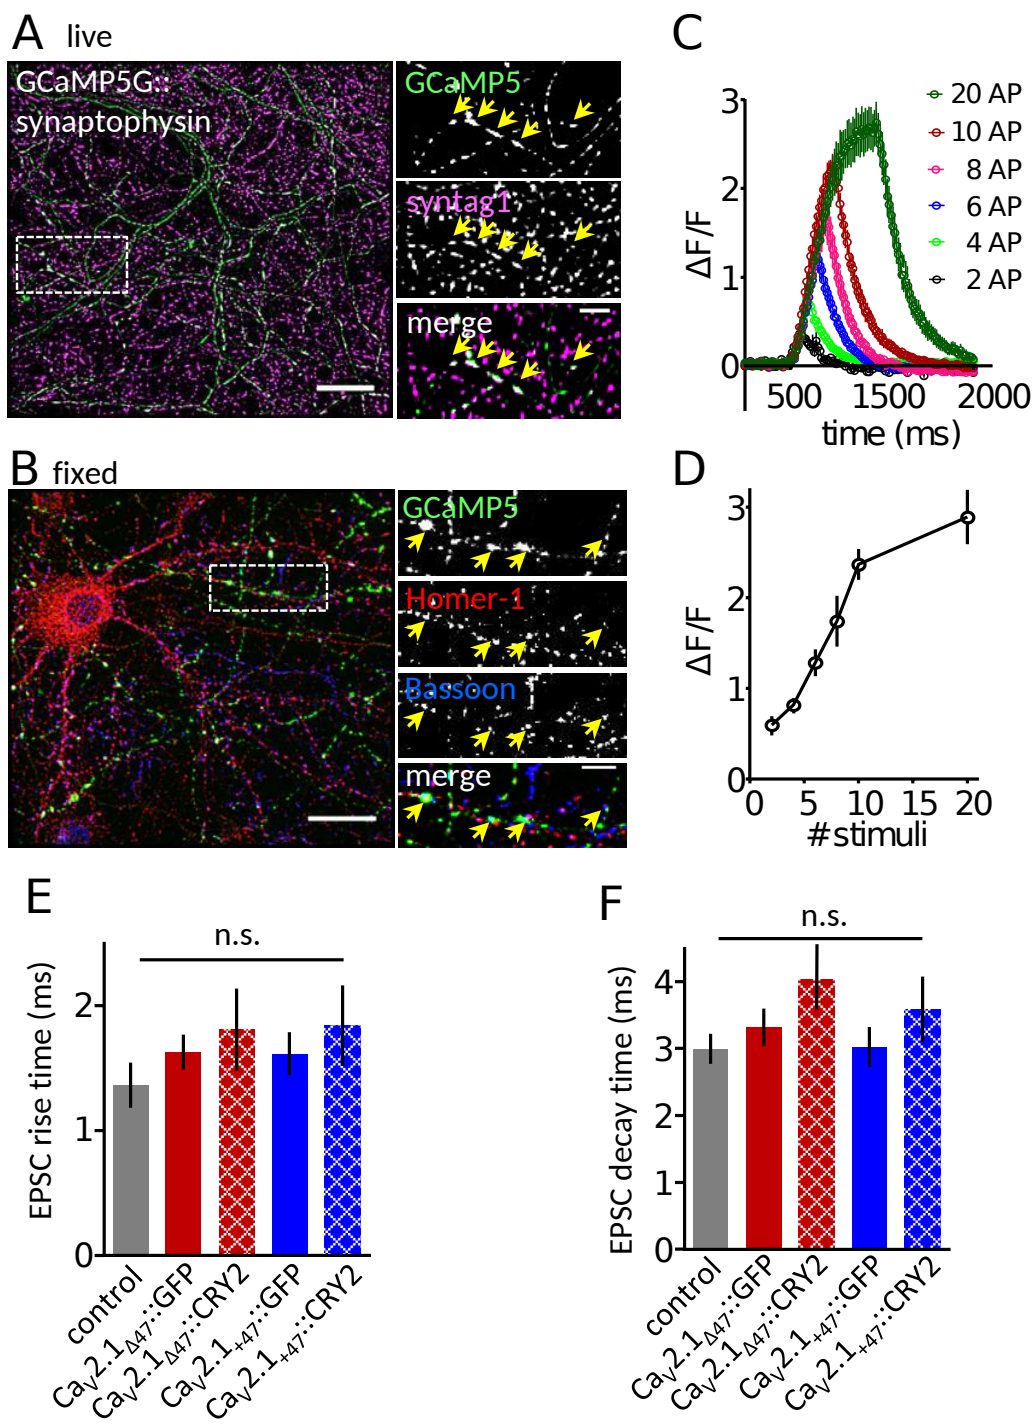 A live
GCaMP5G::
synaptophysin
GCaMP5
syntag1
merge
B fixed
GCaMP5
Homer-1
Bassoon
merge
C
ΔF/F
3
2
1
0
500 1500 2000
time (ms)
20 AP
10 AP
8 AP
6 AP
4 AP
2 AP
D
ΔF/F
3
2
1
0
0 5 10 15 20
#stimuli
E
n.s.
EPSC rise time (ms)
2
1
0
control
CaV2.1Δ47::GFP
CaV2.1Δ47::CRY2
CaV2.1+47::GFP
CaV2.1+47::CRY2
F
n.s.
EPSC decay time (ms)
4
3
2
1
0
control
CaV2.1Δ47::GFP
CaV2.1Δ47::CRY2
CaV2.1+47::GFP
CaV2.1+47::CRY2